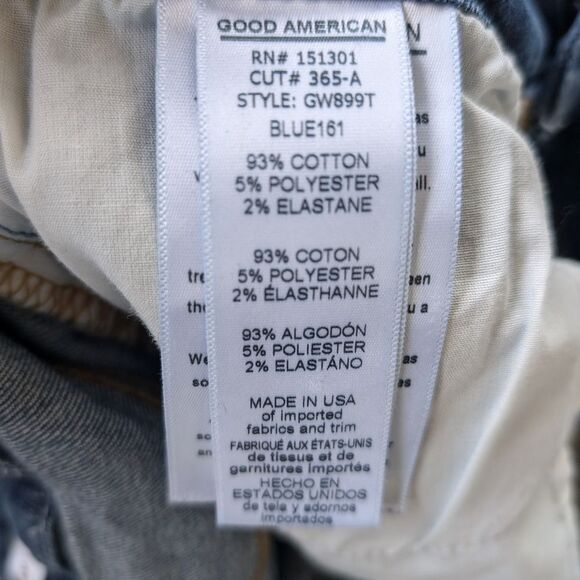 GOOD AMERICAN
RN# 151301
CUT# 365-A
STYLE: GW899T
BLUE161
93% COTTON
5% POLYESTER
2% ELASTANE
93% COTON
5% POLYESTER
2% ÉLASTHANNE
93% ALGODÓN
5% POLIESTER
2% ELASTÁNO
MADE IN USA
of imported
fabrics and trim
FABRIQUÉ AUX ÉTATS-UNIS
de tissus et de
garnitures importés
HECHO EN
ESTADOS UNIDOS
de tela y adornos
importados